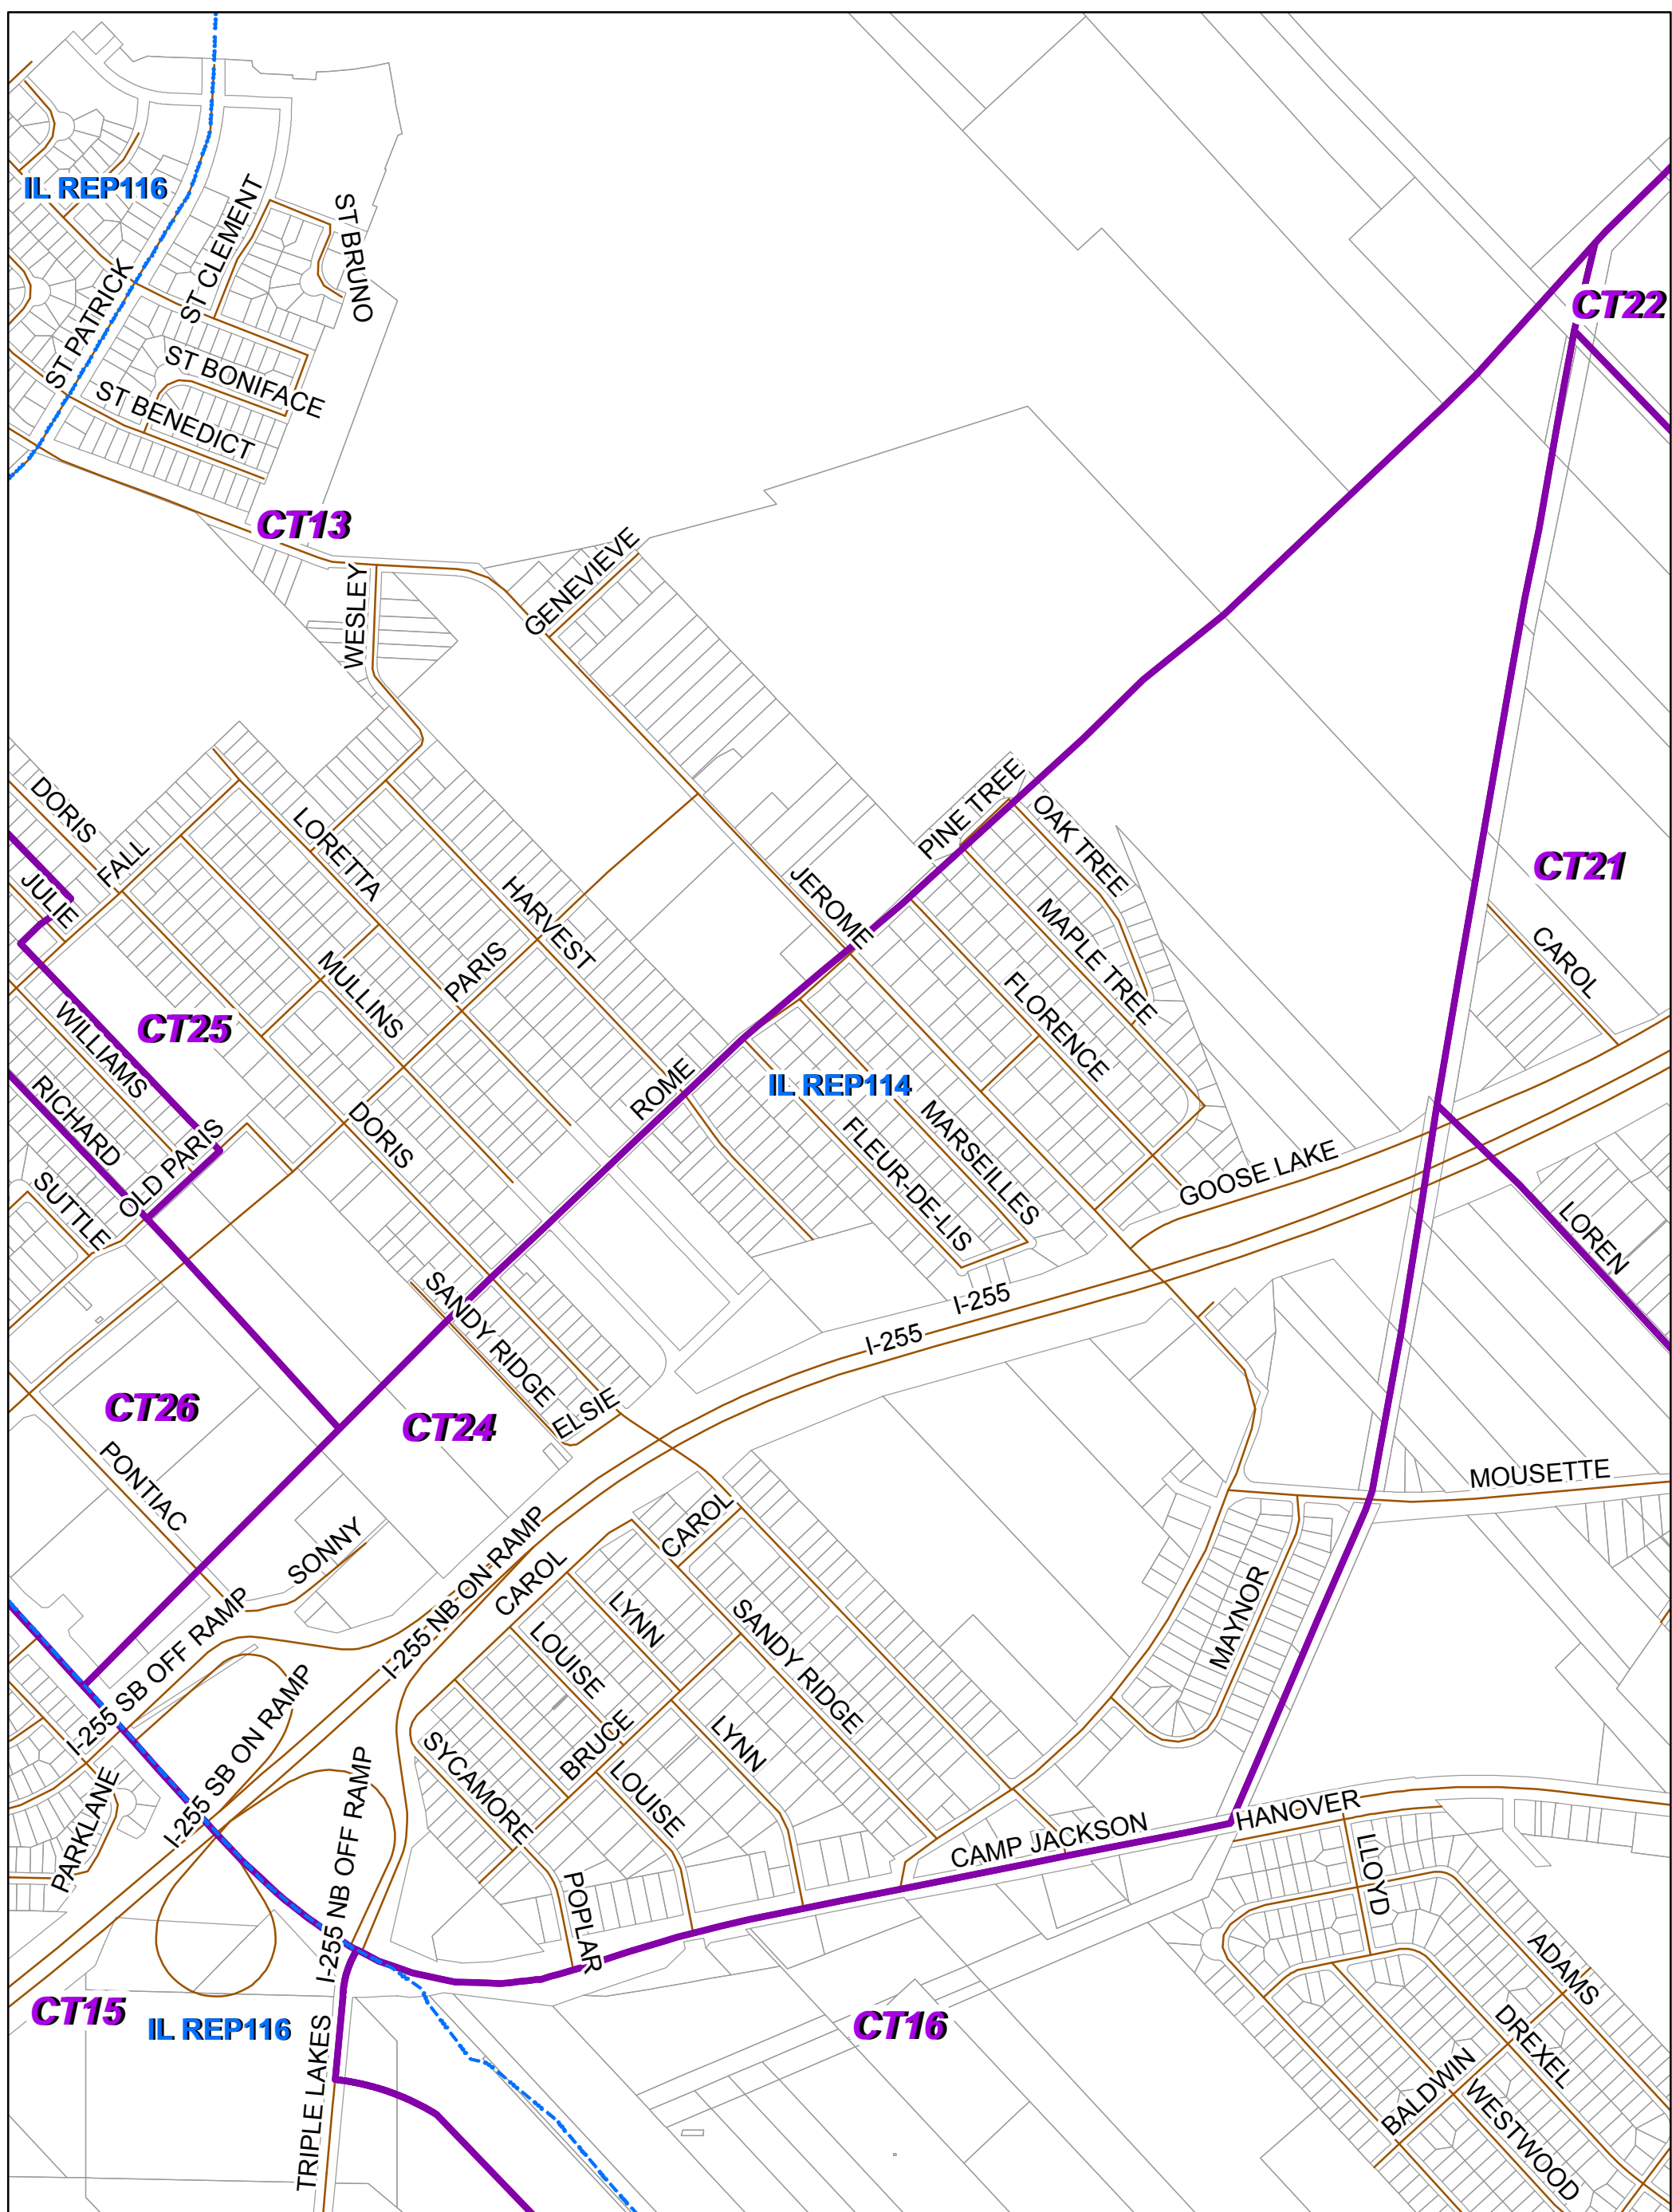 IL REP116
ST CLEMENT
ST BRUNO
ST PATRICK
CT22
ST BONIFACE
ST BENEDICT
CT13
GENEVIEVE
WESLEY
DORIS
FALL
LORETTA
PINE TREE
OAK TREE
CT21
JULIE
HARVEST
JEROME
MAPLE TREE
CAROL
PARIS
MULLINS
FLORENCE
WILLIAMS
CT25
RICHARD
ROME
IL REP114
MARSEILLES
DORIS
OLD PARIS
FLEUR-DE-LIS
SUTTLE
GOOSE LAKE
LOREN
SANDY RIDGE
I-255
I-255
CT26
ELSIE
CT24
PONTIAC
MOUSETTE
SONNY
I-255 NB ON RAMP
CAROL
CAROL
LYNN
SANDY RIDGE
MAYNOR
I-255 SB OFF RAMP
LOUISE
I-255 SB ON RAMP
BRUCE
LYNN
SYCAMORE
LOUISE
PARKLANE
I-255 NB OFF RAMP
CAMP JACKSON
HANOVER
LLOYD
POPLAR
ADAMS
CT15
IL REP116
CT16
TRIPLE LAKES
DREXEL
BALDWIN
WESTWOOD